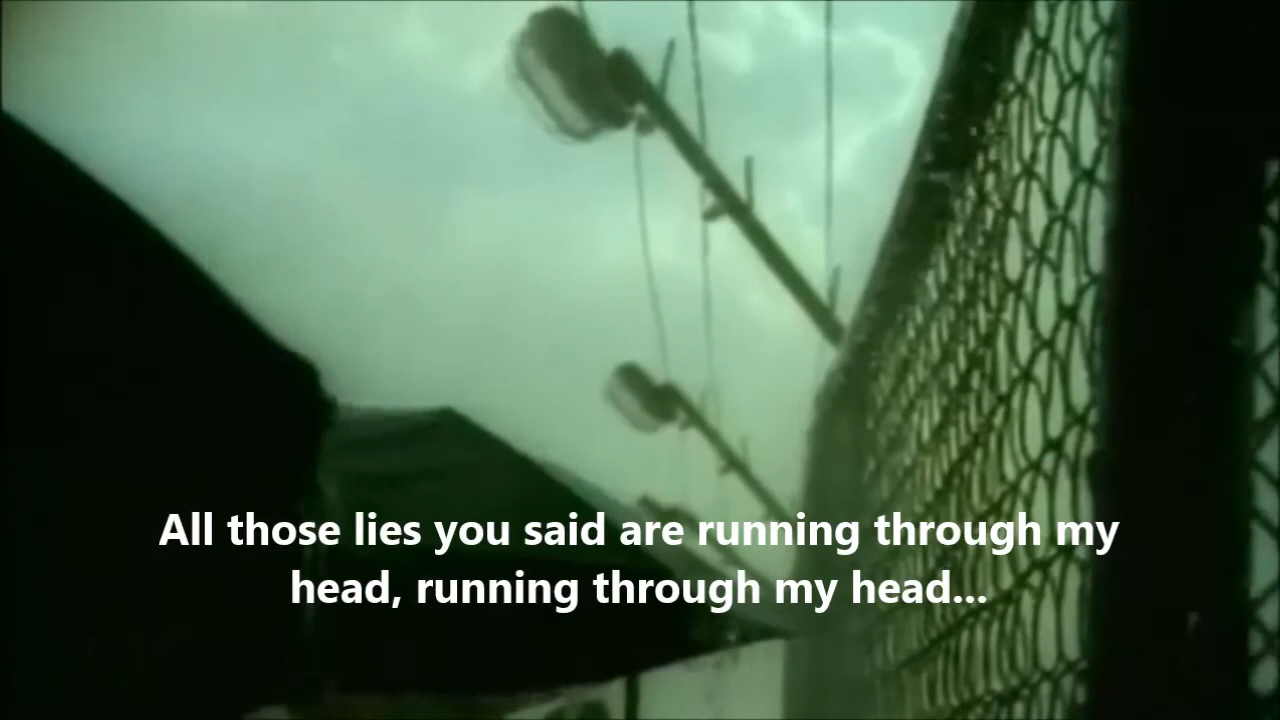 All those lies you said are running through my
head, running through my head...